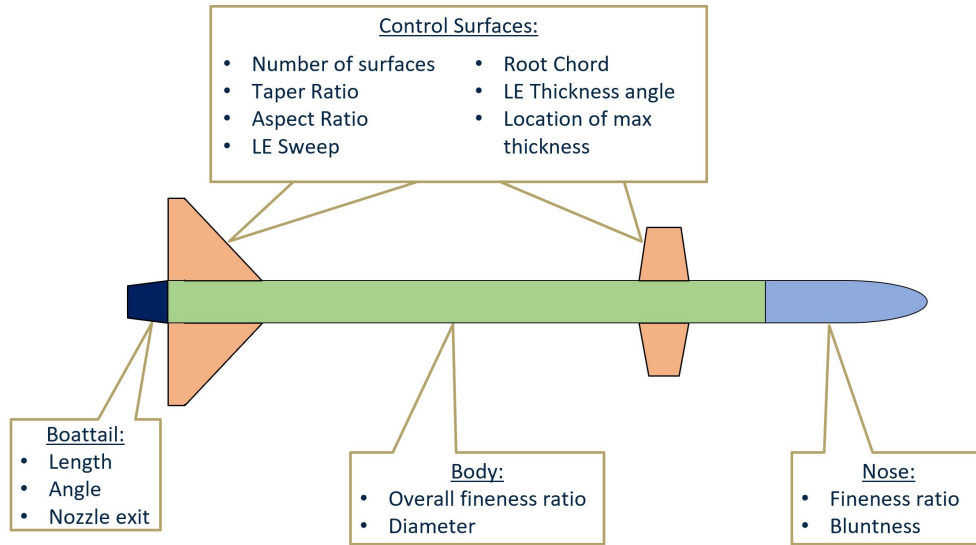 Control Surfaces:
• Number of surfaces
• Taper Ratio
• Aspect Ratio
• LE Sweep
• Root Chord
• LE Thickness angle
• Location of max
thickness
Boattail:
• Length
• Angle
• Nozzle exit
Body:
• Overall fineness ratio
• Diameter
Nose:
• Fineness ratio
• Bluntness